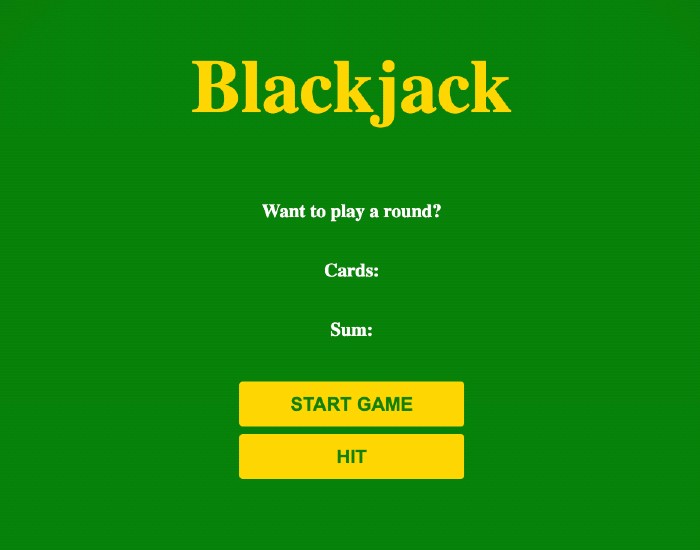 Blackjack
Want to play a round?
Cards:
Sum:
START GAME
HIT